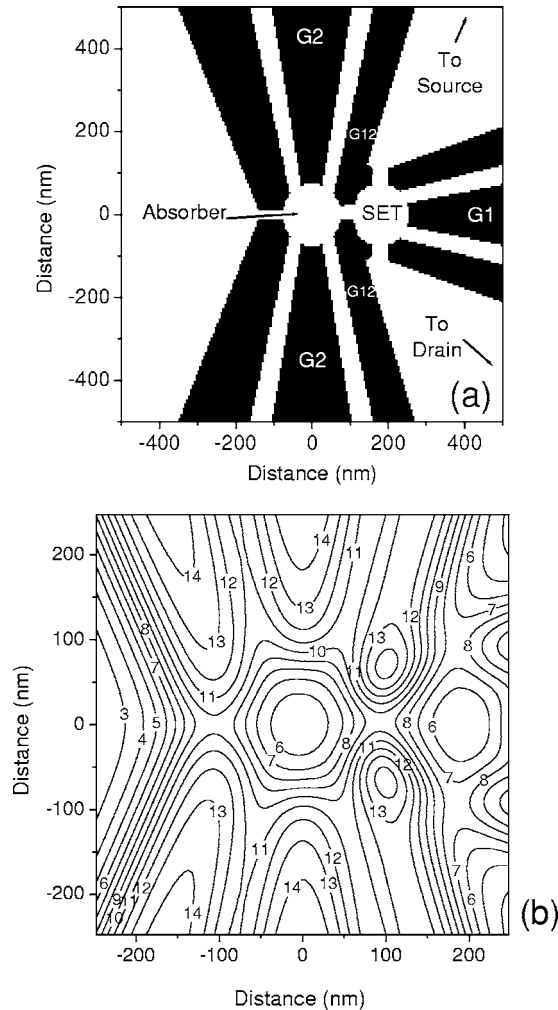 400
200
0
-200
-400
Distance (nm)
G2
To
Source
G12
Absorber
SET
G1
G12
To
Drain
G2
(a)
-400 -200 0 200 400
Distance (nm)
200
100
0
-100
-200
Distance (nm)
14 12 12 13 14 11 12 9 6
13 13 7
8 7 11 10 11 13 8
3 4 5 6 7 8 11 8 6
12 7 8
13 11 12 13 7
6 9 10 11 12 14 14 13 6
-200 -100 0 100 200
Distance (nm)
(b)